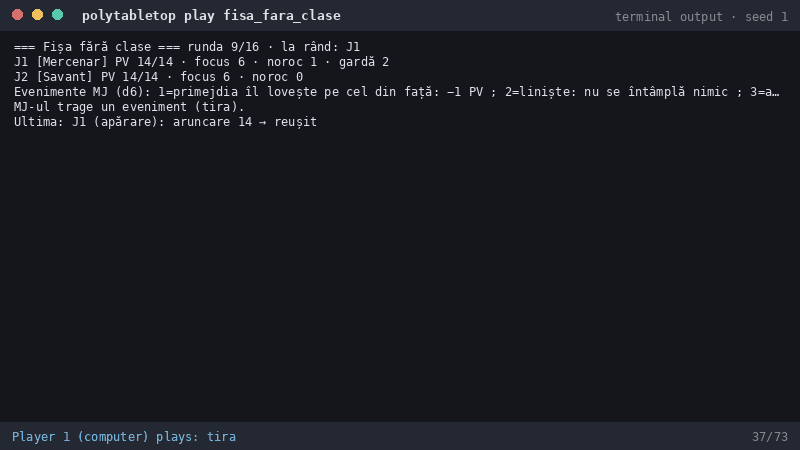 polytabletop play fisa_fara_clase
terminal output · seed 1
=== Fișa fără clase === runda 9/16 · la rând: J1
J1 [Mercenar] PV 14/14 · focus 6 · noroc 1 · gardă 2
J2 [Savant] PV 14/14 · focus 6 · noroc 0
Evenimente MJ (d6): 1=primejdia îl lovește pe cel din față: −1 PV ; 2=liniște: nu se întâmplă nimic ; 3=a…
MJ-ul trage un eveniment (tira).
Ultima: J1 (apărare): aruncare 14 → reușit
Player 1 (computer) plays: tira
37/73